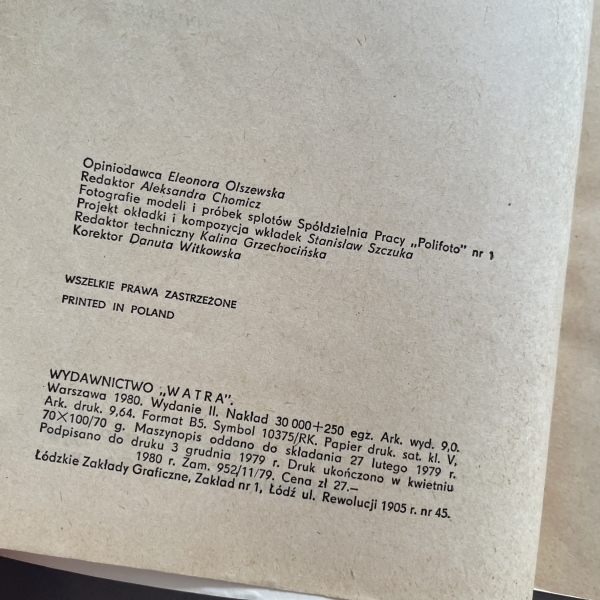 Opiniodawca Eleonora Olszewska
Redaktor Aleksandra Chomicz
Fotografie modeli i próbek splotów Spółdzielnia Pracy „Polifoto" nr 1
Projekt okładki i kompozycja wkładek Stanisław Szczuka
Redaktor techniczny Kalina Grzechocińska
Korektor Danuta Witkowska
WSZELKIE PRAWA ZASTRZEŻONE
PRINTED IN POLAND
WYDAWNICTWO „WATRA".
Warszawa 1980. Wydanie II. Nakład 30 000+250 egz. Ark. wyd. 9,0.
Ark. druk. 9,64. Format B5. Symbol 10375/RK. Papier druk. sat. kl. V,
70×100/70 g. Maszynopis oddano do składania 27 lutego 1979 r.
Podpisano do druku 3 grudnia 1979 r. Druk ukończono w kwietniu
1980 r. Zam. 952/11/79. Cena zł 27.—
Łódzkie Zakłady Graficzne, Zakład nr 1, Łódź ul. Rewolucji 1905 r. nr 45.